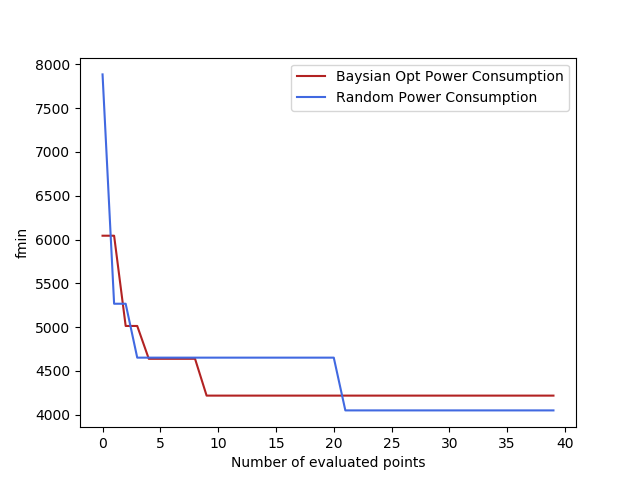 8000
7500
7000
6500
6000
5500
5000
4500
4000
fmin
Baysian Opt Power Consumption
Random Power Consumption
0 5 10 15 20 25 30 35 40
Number of evaluated points